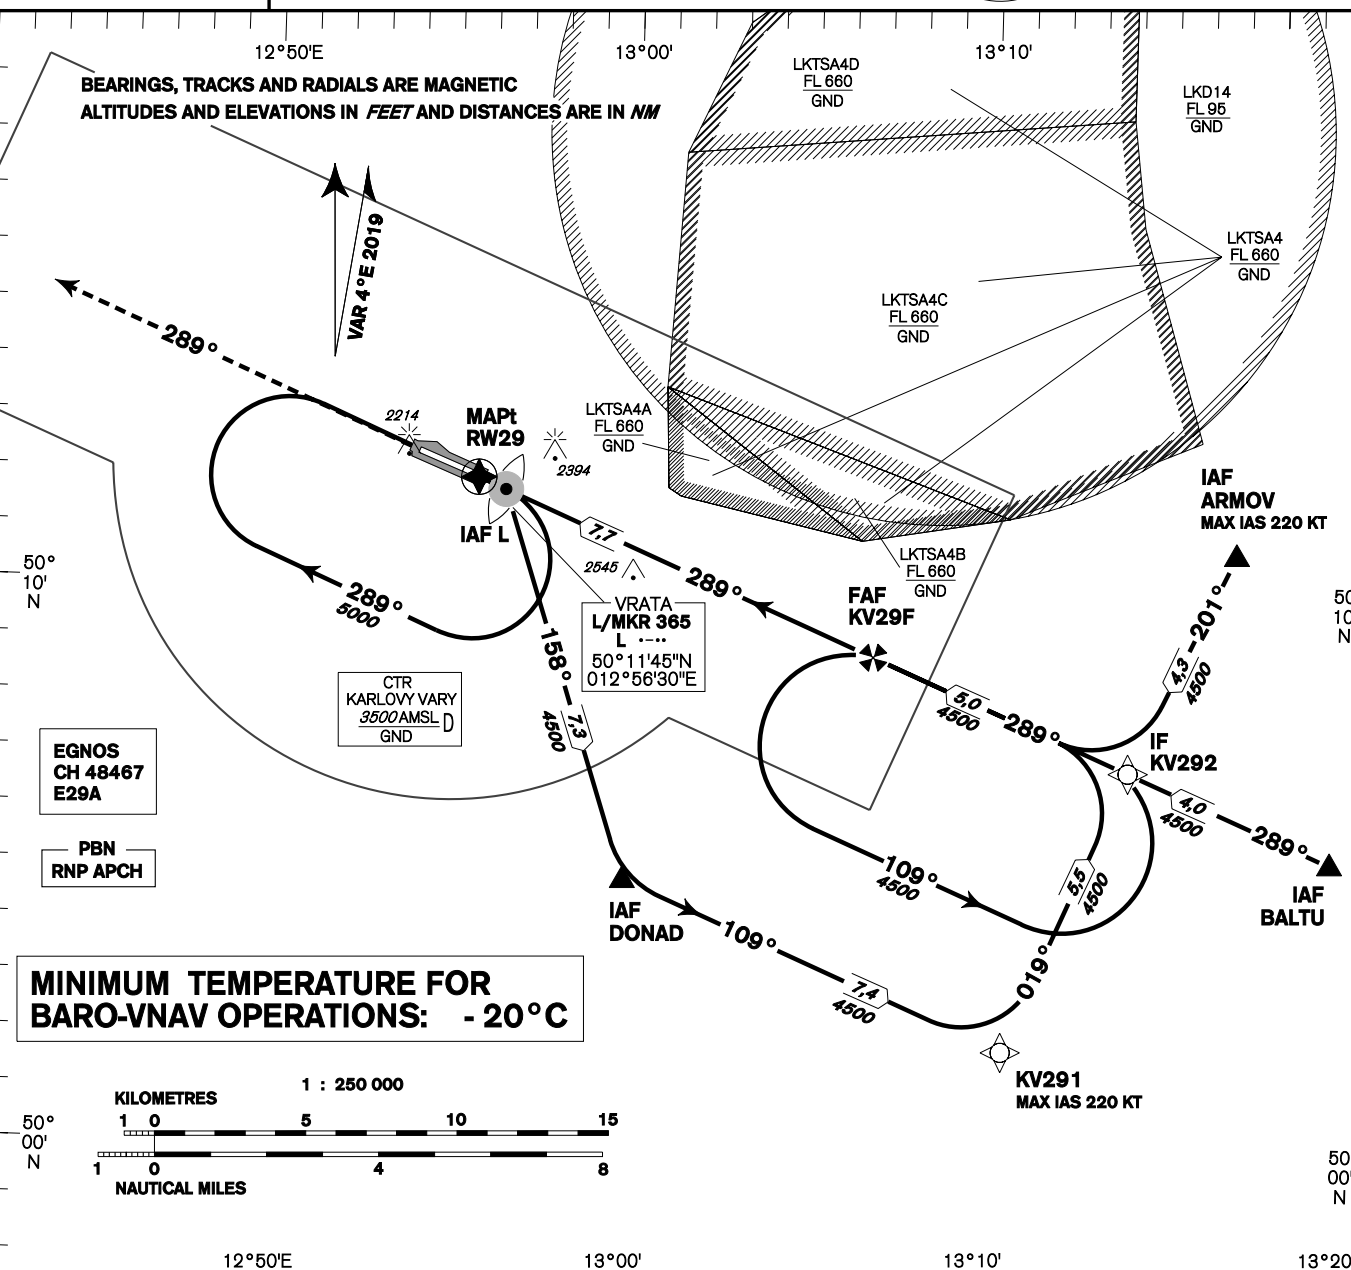 12°50'E
13°00'
13°10'
BEARINGS, TRACKS AND RADIALS ARE MAGNETIC
ALTITUDES AND ELEVATIONS IN FEET AND DISTANCES ARE IN NM
LKTSA4D
FL 660
GND
LKD14
FL 95
GND
VAR 4°E 2019
LKTSA4
FL 660
GND
LKTSA4C
FL 660
GND
289°
2214
MAPt
RW29
2394
LKTSA4A
FL 660
GND
IAF
ARMOV
MAX IAS 220 KT
IAF L
7,7
2545
289°
LKTSA4B
FL 660
GND
50°
10'
N
289°
5000
VRATA
L/MKR 365
L ·–··
50°11'45"N
012°56'30"E
FAF
KV29F
201°
4,3
4500
50
10
N
158°
7,3
4500
CTR
KARLOVY VARY
3500 AMSL
GND
D
5,0
4500
289°
IF
KV292
4,0
4500
289°
IAF
BALTU
EGNOS
CH 48467
E29A
PBN
RNP APCH
109°
4500
5,5
4500
IAF
DONAD
109°
7,4
4500
019°
MINIMUM TEMPERATURE FOR
BARO-VNAV OPERATIONS: - 20°C
KV291
MAX IAS 220 KT
1 : 250 000
KILOMETRES
1 0 5 10 15
1 0 4 8
NAUTICAL MILES
50°
00'
N
50
00'
N
12°50'E
13°00'
13°10'
13°20